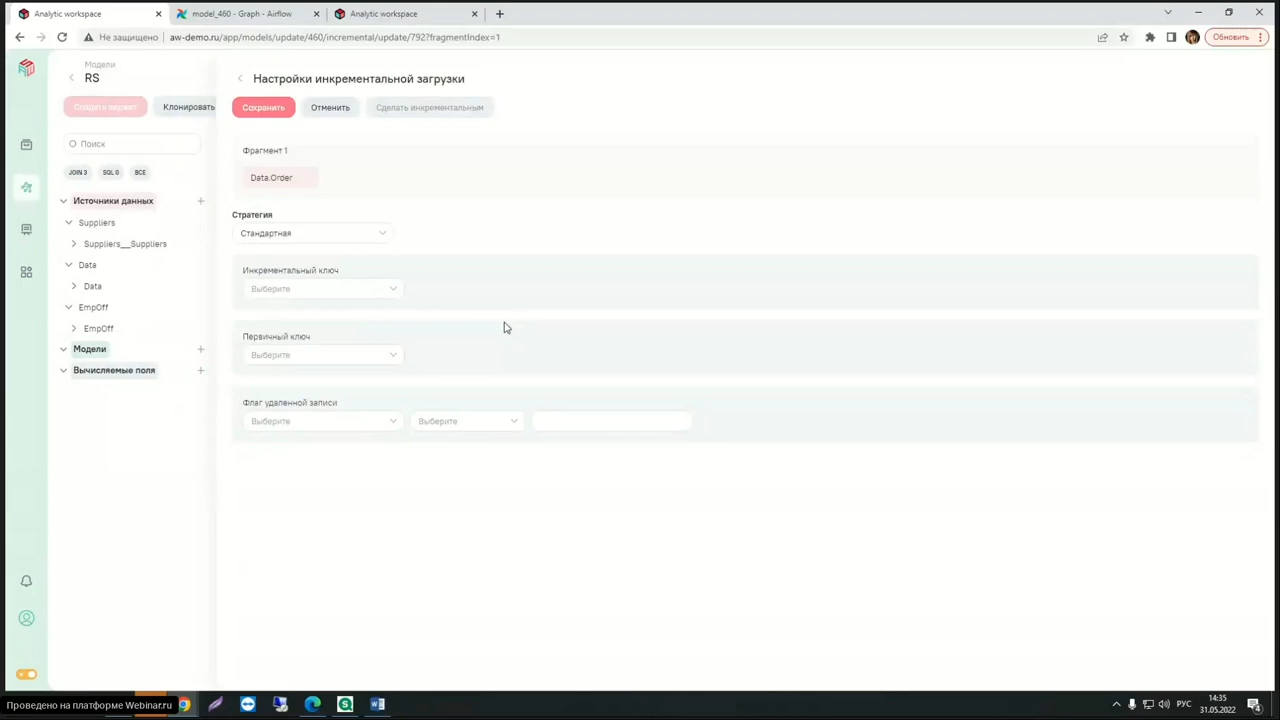 Analytic workspace
model_460 - Graph - Airflow
Analytic workspace
Не защищено
aw-demo.ru/app/models/update/460/incremental/update/792?fragmentIndex=1
Обновить
Модели
RS
Настройки инкрементальной загрузки
Создать виджет
Клонировать
Сохранить
Отменить
Сделать инкрементальным
Поиск
Фрагмент 1
JOIN 3
SQL 0
ВСЕ
Data.Order
Источники данных
Стратегия
Suppliers
Стандартная
Suppliers__Suppliers
Data
Инкрементальный ключ
Data
Выберите
EmpOff
EmpOff
Первичный ключ
Модели
Выберите
Вычисляемые поля
Флаг удаленной записи
Выберите
Выберите
Проведено на платформе Webinar.ru
РУС
14:35
31.05.2022
4